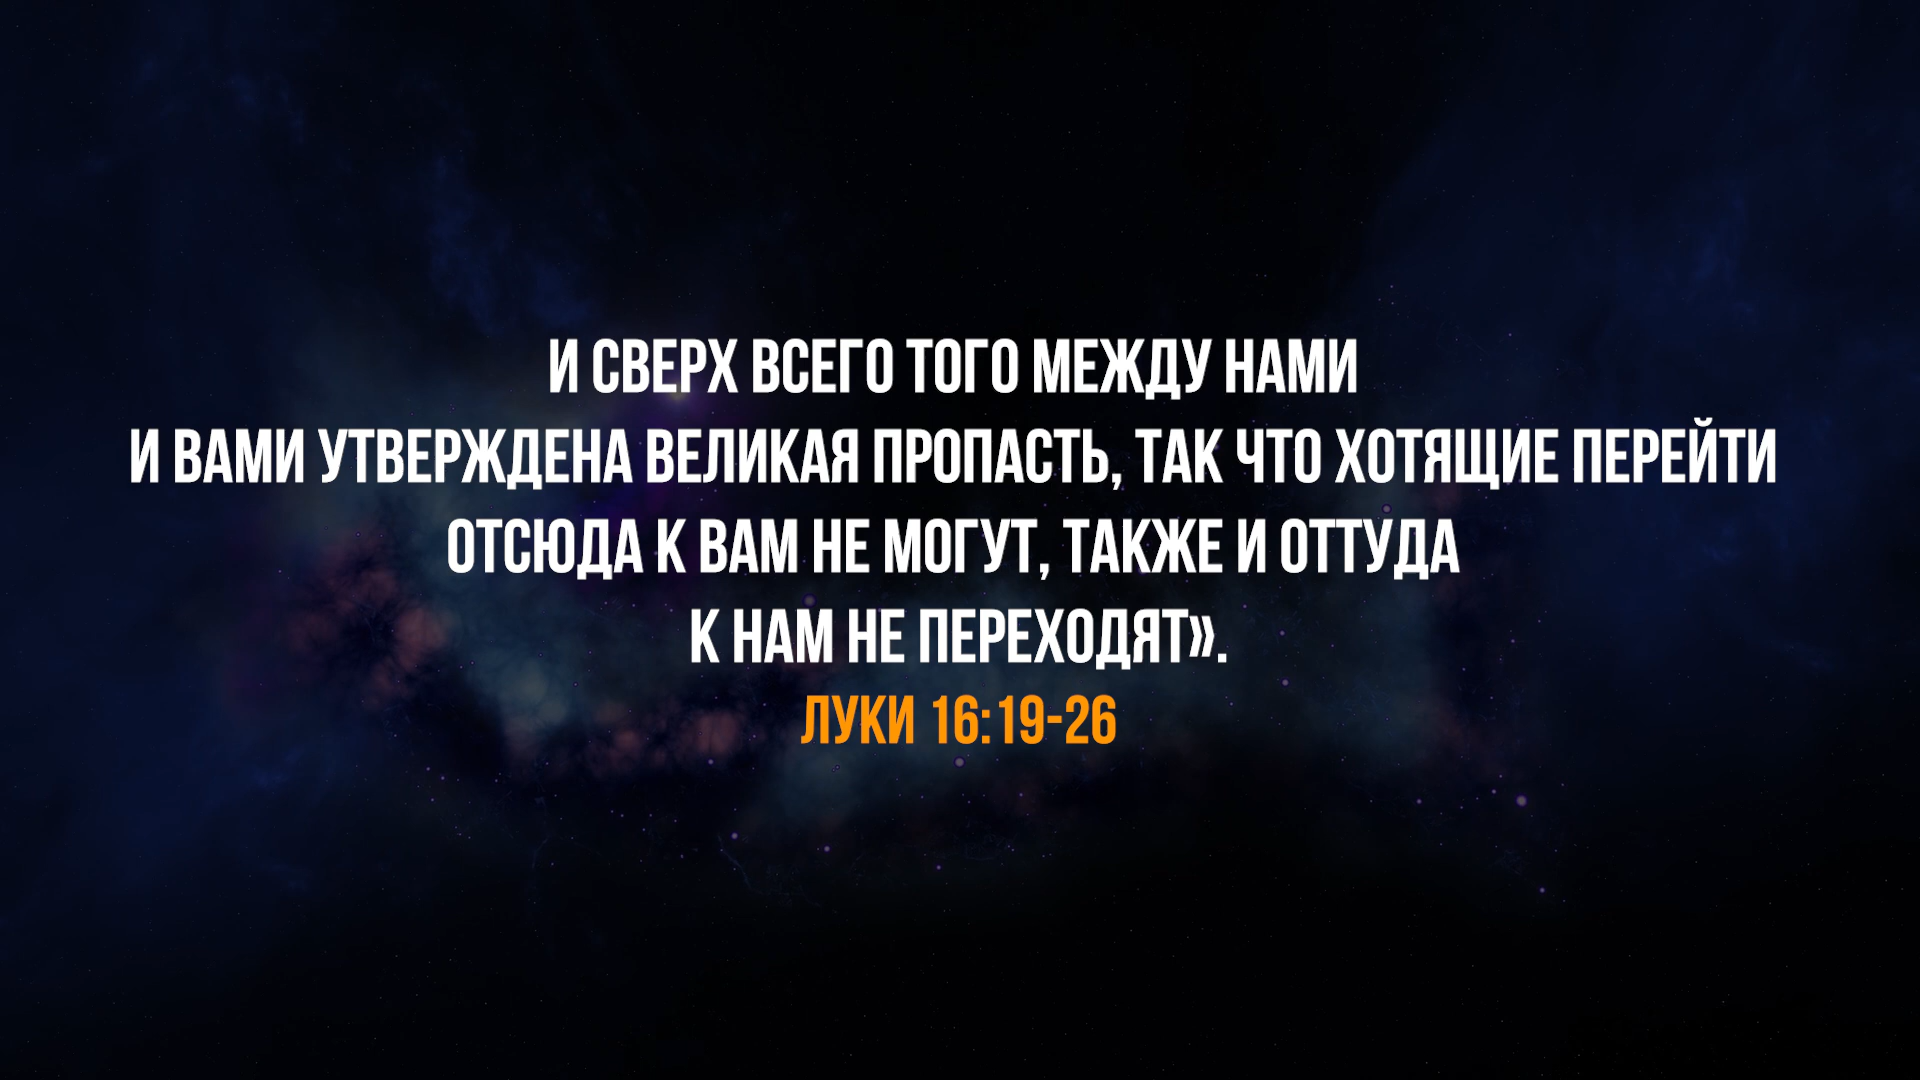 И СВЕРХ ВСЕГО ТОГО МЕЖДУ НАМИ
И ВАМИ УТВЕРЖДЕНА ВЕЛИКАЯ ПРОПАСТЬ, ТАК ЧТО ХОТЯЩИЕ ПЕРЕЙТИ
ОТСЮДА К ВАМ НЕ МОГУТ, ТАКЖЕ И ОТТУДА
К НАМ НЕ ПЕРЕХОДЯТ».
ЛУКИ 16:19-26